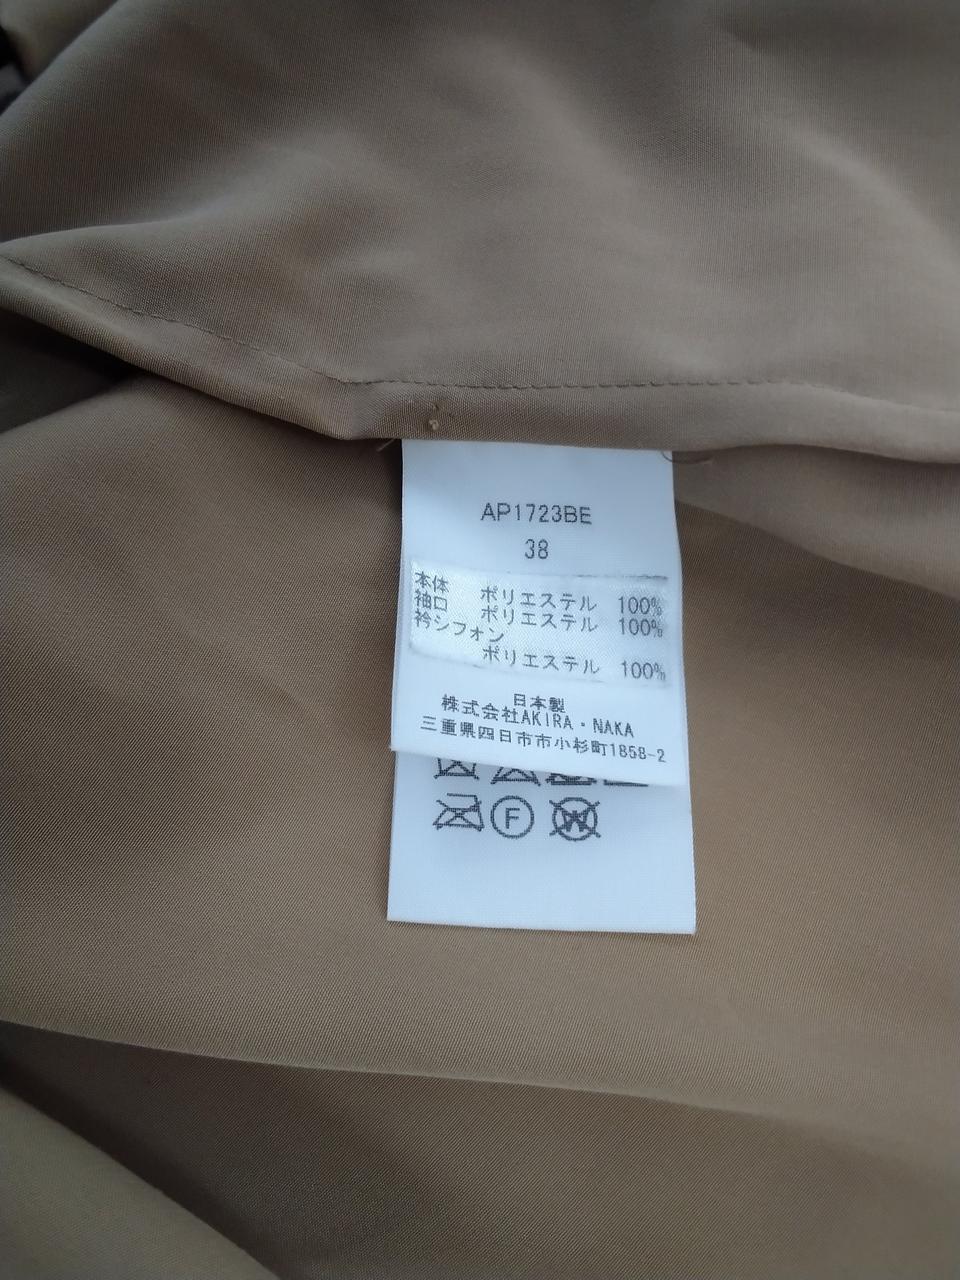 AP1723BE
38
本体 ポリエステル 100%
袖口 ポリエステル 100%
衿シフォン
ポリエステル 100%
日本製
株式会社AKIRA・NAKA
三重県四日市市小杉町1858-2
F W